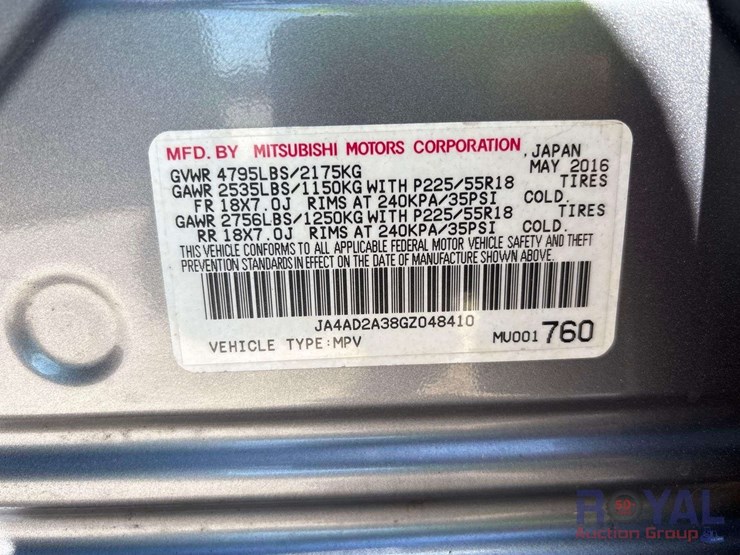 MFD. BY MITSUBISHI MOTORS CORPORATION , JAPAN
GVWR 4795LBS/2175KG MAY 2016
GAWR 2535LBS/1150KG WITH P225/55R18 TIRES
FR 18X7.0J RIMS AT 240KPA/35PSI COLD.
GAWR 2756LBS/1250KG WITH P225/55R18 TIRES
RR 18X7.0J RIMS AT 240KPA/35PSI COLD.
THIS VEHICLE CONFORMS TO ALL APPLICABLE FEDERAL MOTOR VEHICLE SAFETY AND THEFT
PREVENTION STANDARDS IN EFFECT ON THE DATE OF MANUFACTURE SHOWN ABOVE.
JA4AD2A38GZ048410
VEHICLE TYPE:MPV MU001760
ROYAL
Auction Group